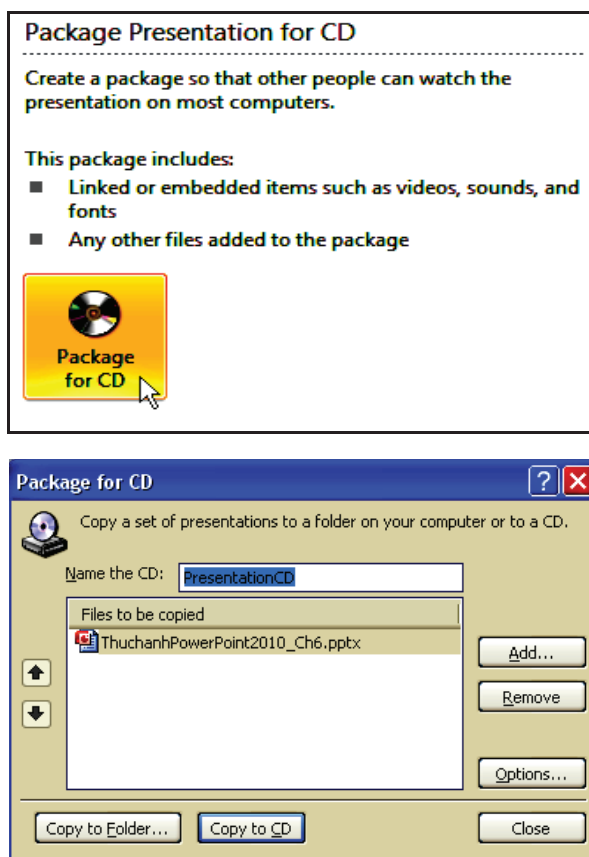 Package Presentation for CD
Create a package so that other people can watch the
presentation on most computers.
This package includes:
Linked or embedded items such as videos, sounds, and
fonts
Any other files added to the package
Package
for CD
Package for CD
Copy a set of presentations to a folder on your computer or to a CD.
Name the CD: PresentationCD
Files to be copied
ThuchanhPowerPoint2010_Ch6.pptx
Add...
Remove
Options...
Copy to Folder... Copy to CD Close